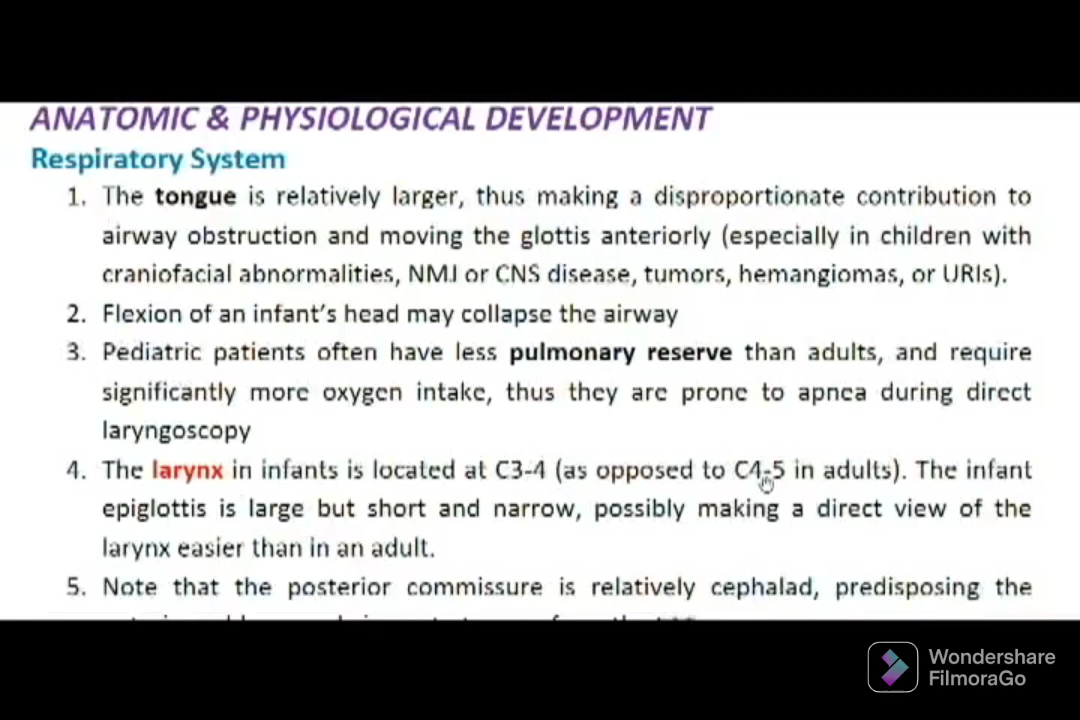 ANATOMIC & PHYSIOLOGICAL DEVELOPMENT
Respiratory System
1. The tongue is relatively larger, thus making a disproportionate contribution to
airway obstruction and moving the glottis anteriorly (especially in children with
craniofacial abnormalities, NMJ or CNS disease, tumors, hemangiomas, or URIs).
2. Flexion of an infant's head may collapse the airway
3. Pediatric patients often have less pulmonary reserve than adults, and require
significantly more oxygen intake, thus they are prone to apnea during direct
laryngoscopy
4. The larynx in infants is located at C3-4 (as opposed to C4-5 in adults). The infant
epiglottis is large but short and narrow, possibly making a direct view of the
larynx easier than in an adult.
5. Note that the posterior commissure is relatively cephalad, predisposing the
Wondershare
FilmoraGo